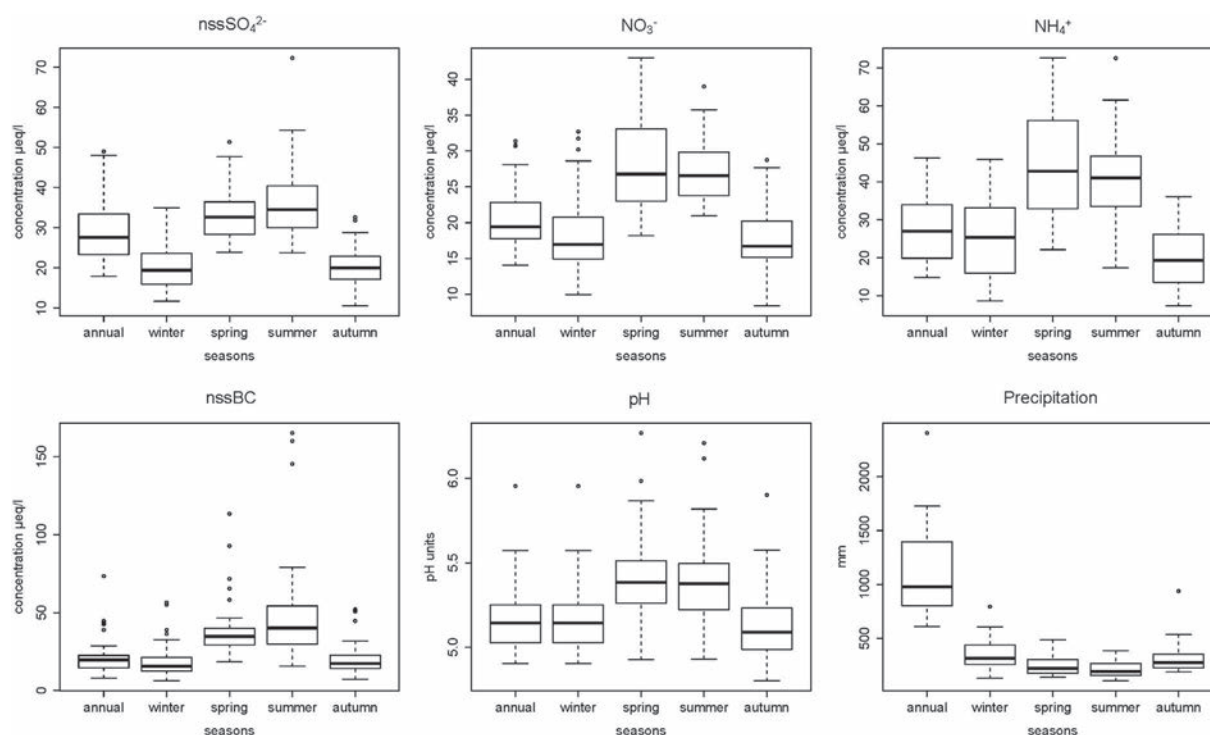 nssSO₄²⁻
NO₃⁻
NH₄⁺
concentration µeq/l
70
60
50
40
30
20
10
annual winter spring summer autumn
seasons
concentration µeq/l
40
35
30
25
20
15
10
annual winter spring summer autumn
seasons
concentration µeq/l
70
60
50
40
30
20
10
annual winter spring summer autumn
seasons
nssBC
pH
Precipitation
concentration µeq/l
150
100
50
0
annual winter spring summer autumn
seasons
pH units
6.0
5.5
5.0
annual winter spring summer autumn
seasons
mm
2000
1500
1000
500
annual winter spring summer autumn
seasons